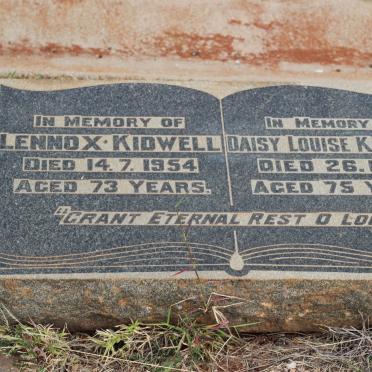 In Memory of
Lennox Kidwell
Died 14.7.1954
Aged 73 Years.
In Memory
Daisy Louise K
Died 26.
Aged 75 Y
"Grant Eternal Rest O Lo